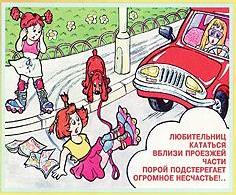 ЛЮБИТЕЛЬНИЦ
КАТАТЬСЯ
ВБЛИЗИ ПРОЕЗЖЕЙ
ЧАСТИ
ПОРОЙ ПОДСТЕРЕГАЕТ
ОГРОМНОЕ НЕСЧАСТЬЕ!..